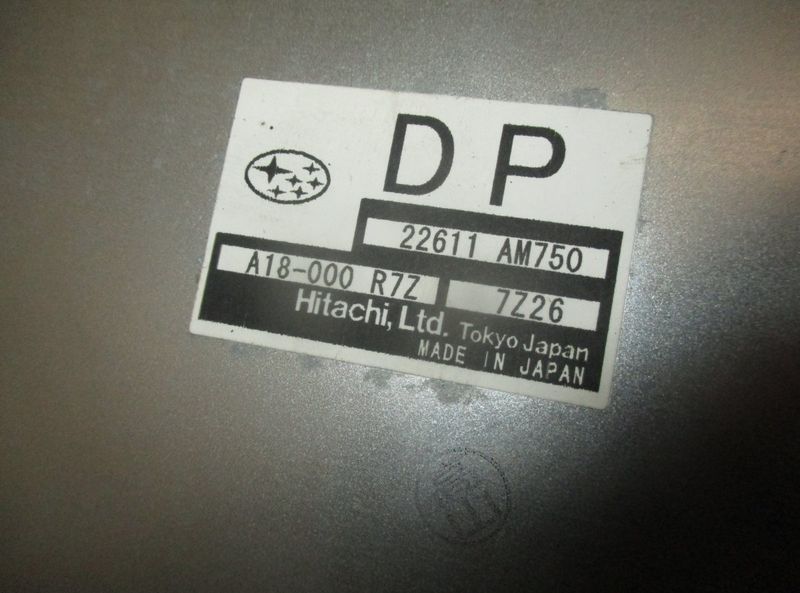 DP
22611 AM750
A18-000 R7Z 7Z26
Hitachi, Ltd. Tokyo Japan
MADE IN JAPAN